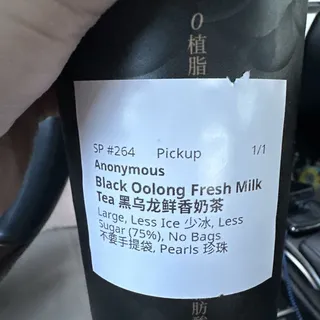 0植脂
SP #264 Pickup 1/1
Anonymous
Black Oolong Fresh Milk
Tea 黑乌龙鲜香奶茶
Large, Less Ice 少冰, Less
Sugar (75%), No Bags
不要手提袋, Pearls 珍珠
肪